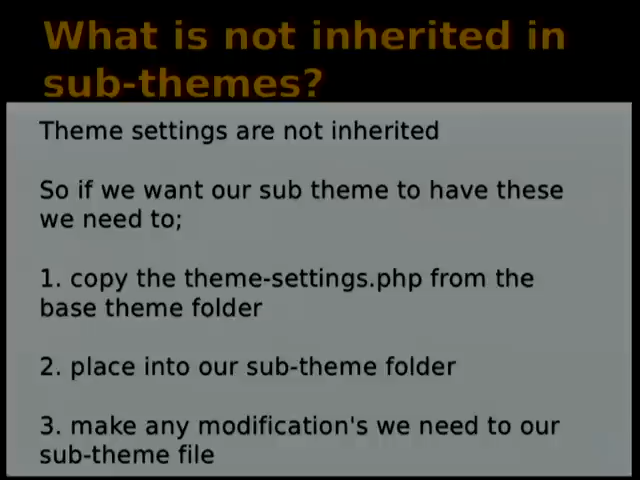 What is not inherited in
sub-themes?
Theme settings are not inherited
So if we want our sub theme to have these
we need to;
1. copy the theme-settings.php from the
base theme folder
2. place into our sub-theme folder
3. make any modification's we need to our
sub-theme file